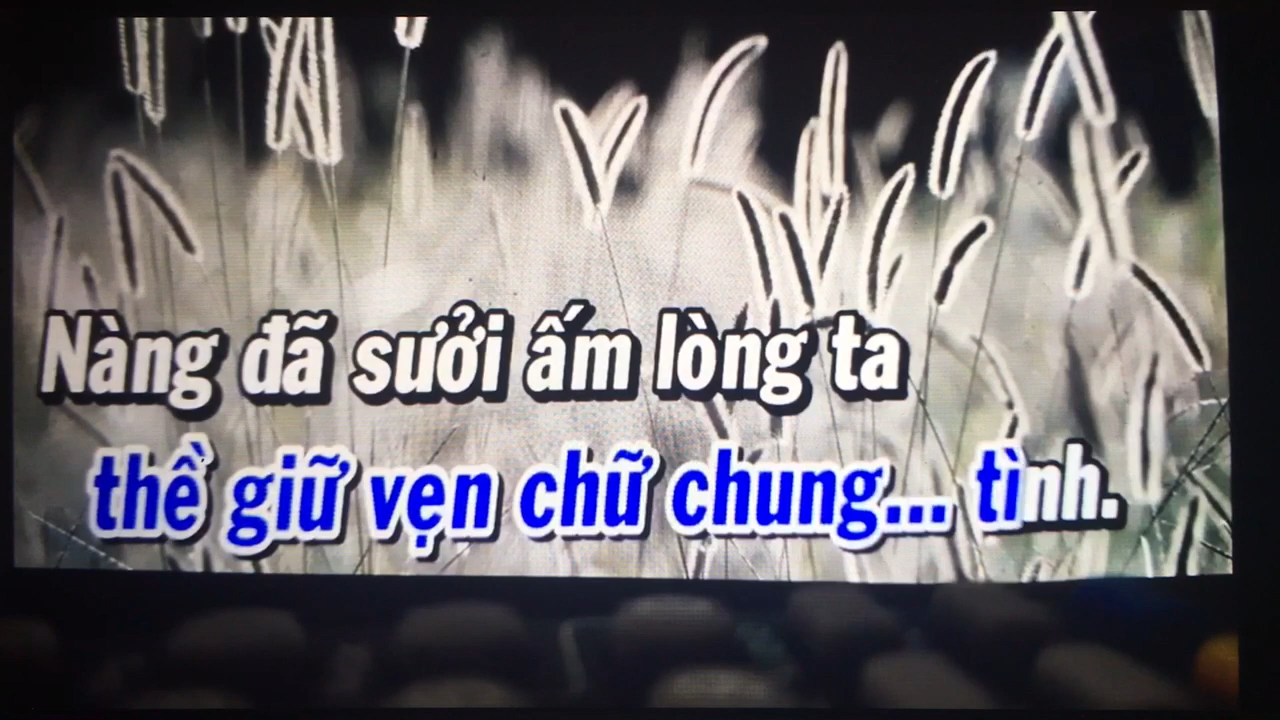 Nàng đã sưởi ấm lòng ta
thề giữ vẹn chữ chung... tình.